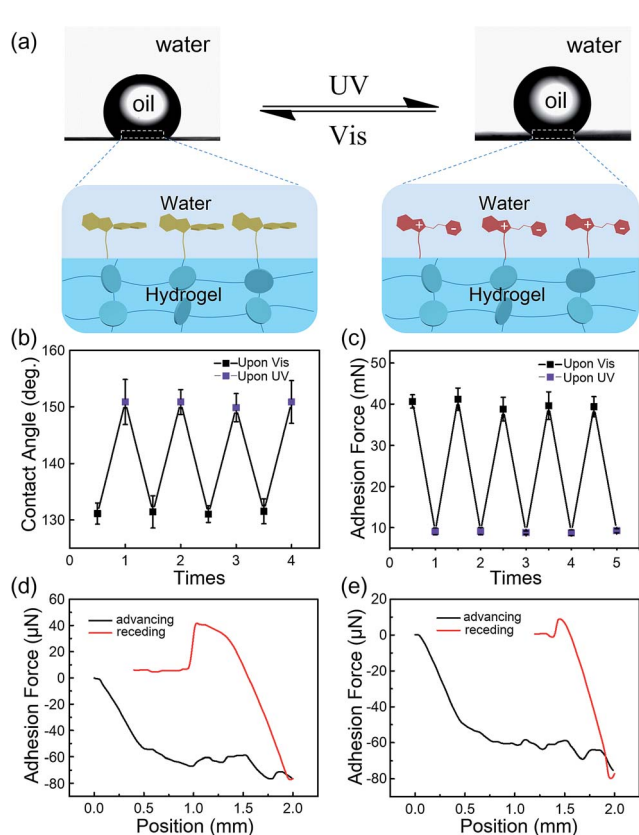 (a)
water
oil
UV
Vis
water
oil
Water
Hydrogel
Water
+ - + - + -
Hydrogel
(b)
160
150
140
130
Contact Angle (deg.)
Upon Vis
Upon UV
0 1 2 3 4
Times
(c)
50
40
30
20
10
Adhesion Force (mN)
Upon Vis
Upon UV
0 1 2 3 4 5
Times
(d)
80
60
40
20
0
-20
-40
-60
-80
Adhesion Force (µN)
advancing
receding
0.0 0.5 1.0 1.5 2.0
Position (mm)
(e)
20
0
-20
-40
-60
-80
Adhesion Force (µN)
advancing
receding
0.0 0.5 1.0 1.5 2.0
Position (mm)